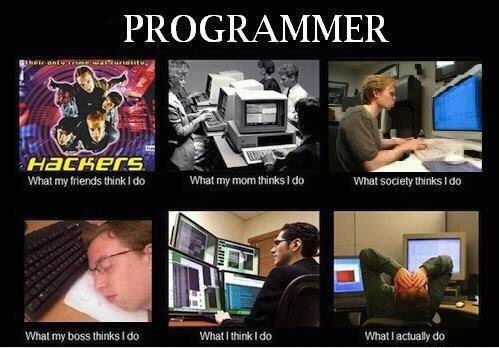 PROGRAMMER
Their only crime was curiosity.
HACKERS
What my friends think I do
What my mom thinks I do
What society thinks I do
What my boss thinks I do
What I think I do
What I actually do